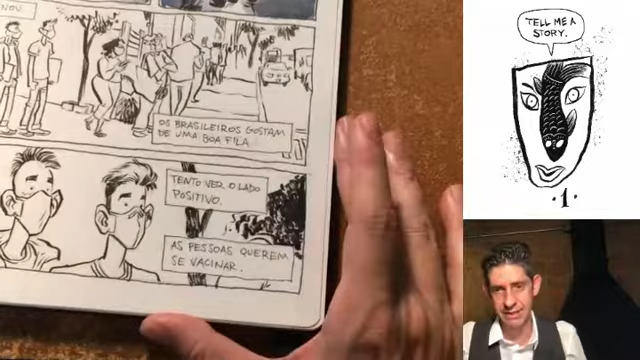 NOV.
OS BRASILEIROS GOSTAM
DE UMA BOA FILA
TENTO VER O LADO
POSITIVO.
AS PESSOAS QUEREM
SE VACINAR.
TELL ME A
STORY.
.1.